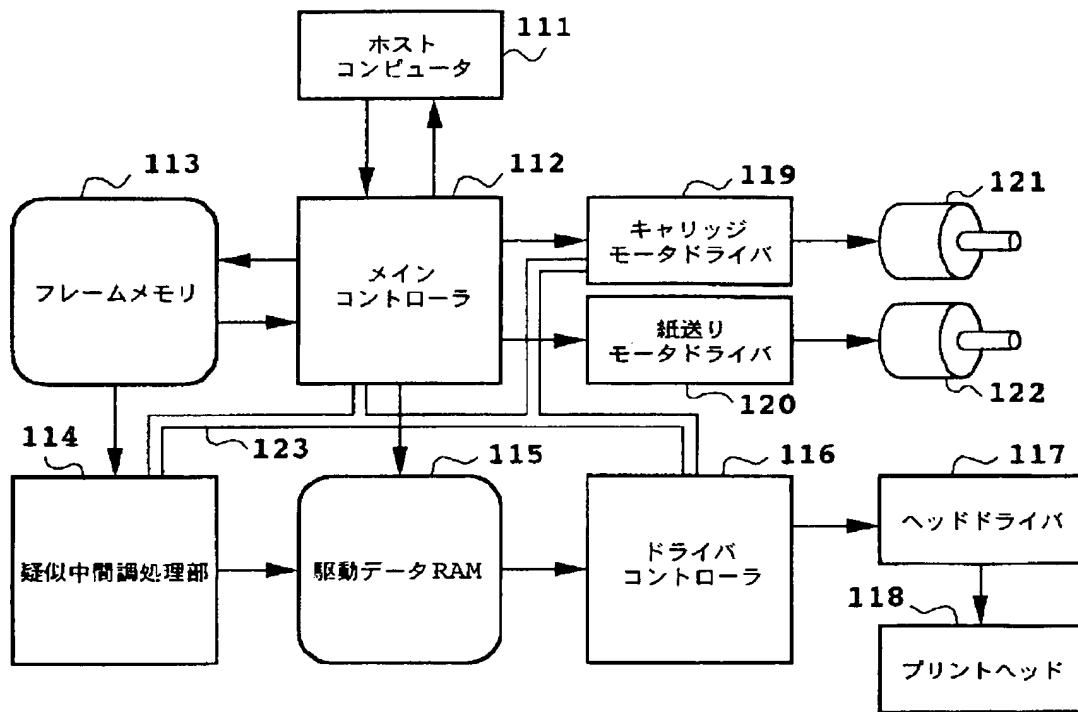 111
ホスト
コンピュータ
113
112
119
121
フレームメモリ
メイン
コントローラ
キャリッジ
モータドライバ
紙送り
モータドライバ
120
122
114
123
115
116
117
疑似中間調処理部
駆動データRAM
ドライバ
コントローラ
ヘッドドライバ
118
プリントヘッド